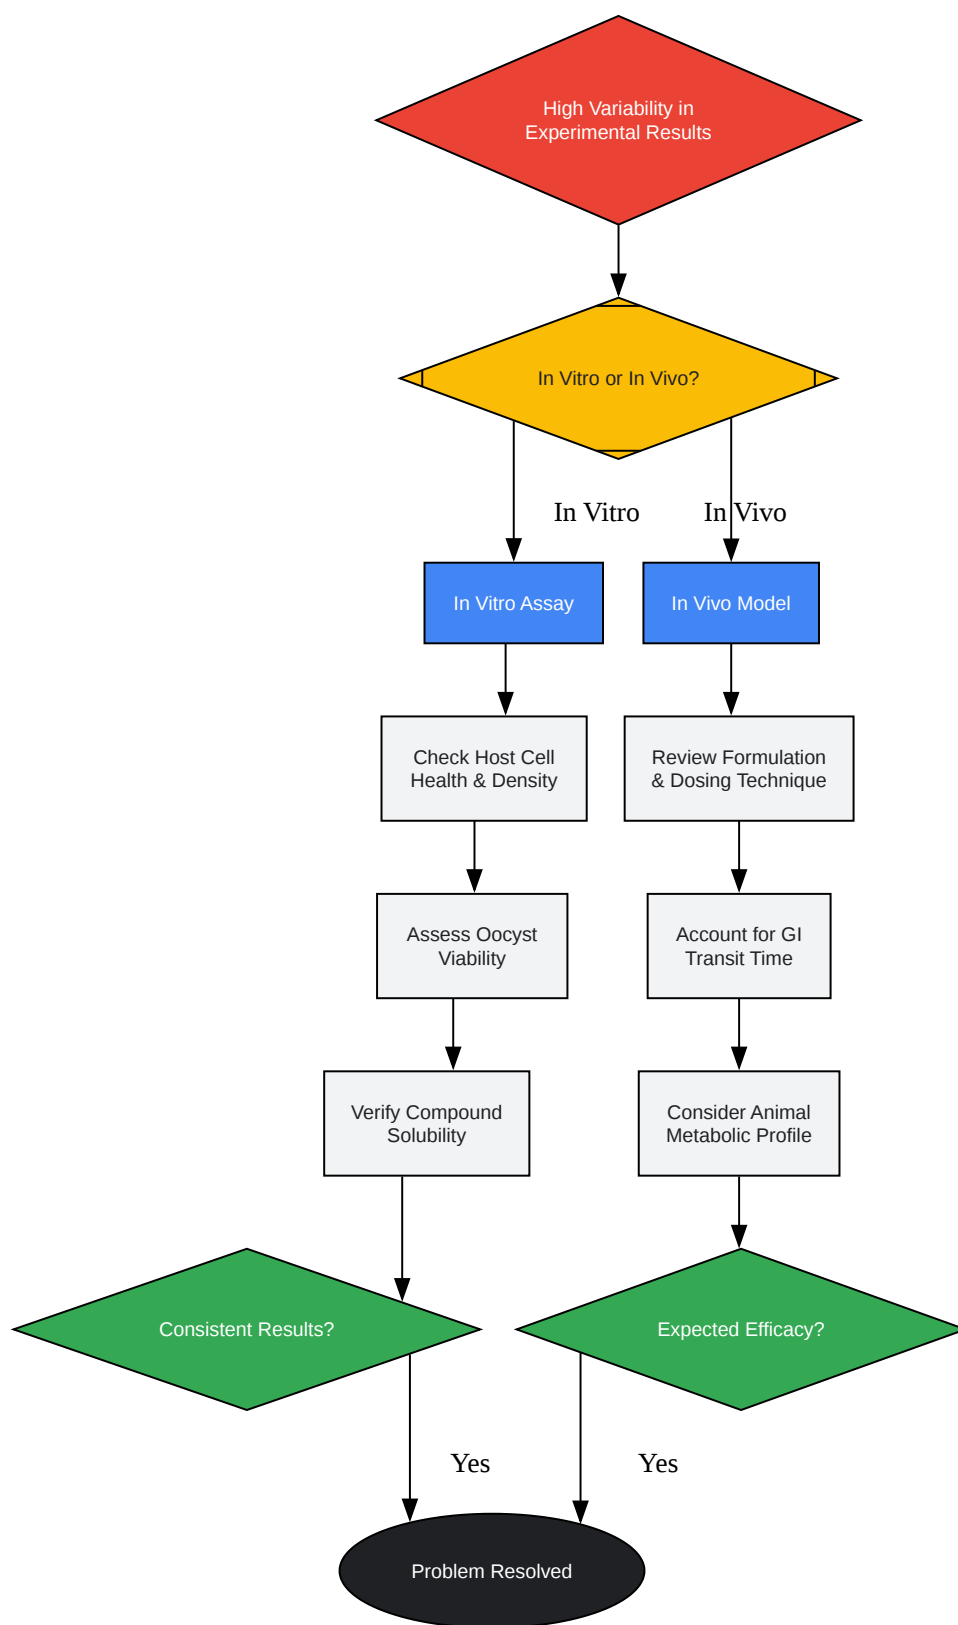 High Variability in
Experimental Results
In Vitro or In Vivo?
In Vitro
In Vivo
In Vitro Assay
In Vivo Model
Check Host Cell
Health & Density
Review Formulation
& Dosing Technique
Assess Oocyst
Viability
Account for GI
Transit Time
Verify Compound
Solubility
Consider Animal
Metabolic Profile
Consistent Results?
Expected Efficacy?
Yes
Yes
Problem Resolved